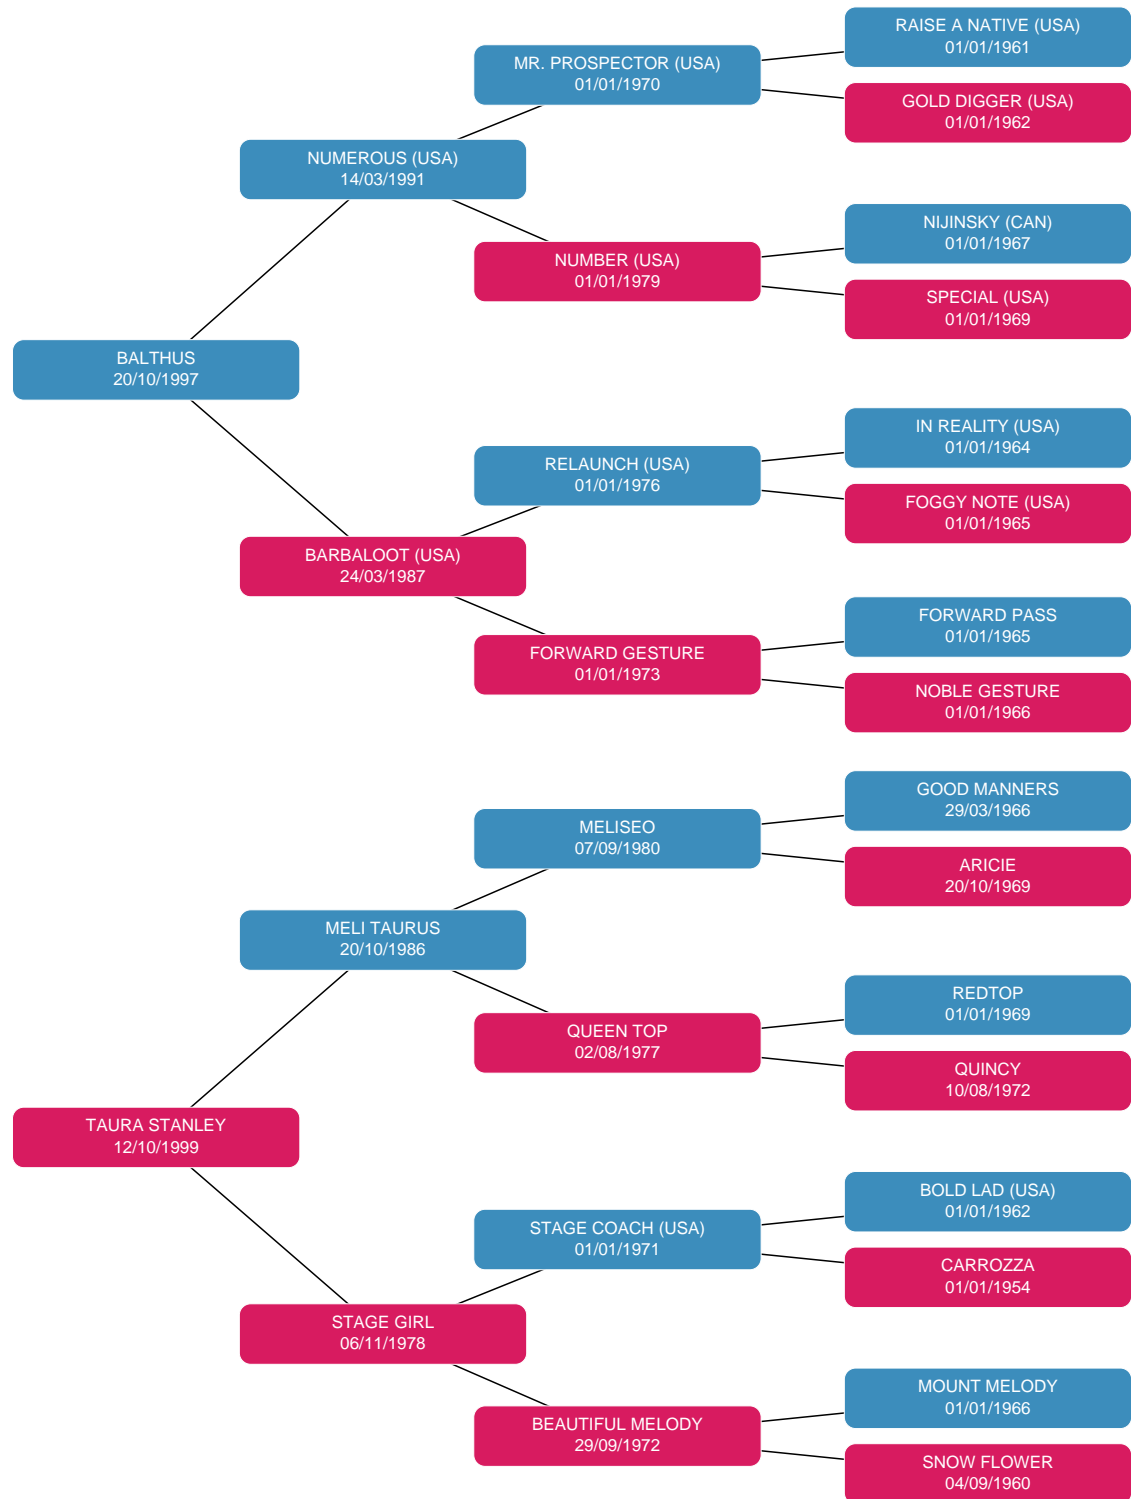 RAISE A NATIVE (USA)
01/01/1961
MR. PROSPECTOR (USA)
01/01/1970
GOLD DIGGER (USA)
01/01/1962
NUMEROUS (USA)
14/03/1991
NIJINSKY (CAN)
01/01/1967
NUMBER (USA)
01/01/1979
SPECIAL (USA)
01/01/1969
BALTHUS
20/10/1997
IN REALITY (USA)
01/01/1964
RELAUNCH (USA)
01/01/1976
FOGGY NOTE (USA)
01/01/1965
BARBALOOT (USA)
24/03/1987
FORWARD PASS
01/01/1965
FORWARD GESTURE
01/01/1973
NOBLE GESTURE
01/01/1966
GOOD MANNERS
29/03/1966
MELISEO
07/09/1980
ARICIE
20/10/1969
MELI TAURUS
20/10/1986
REDTOP
01/01/1969
QUEEN TOP
02/08/1977
QUINCY
10/08/1972
TAURA STANLEY
12/10/1999
BOLD LAD (USA)
01/01/1962
STAGE COACH (USA)
01/01/1971
CARROZZA
01/01/1954
STAGE GIRL
06/11/1978
MOUNT MELODY
01/01/1966
BEAUTIFUL MELODY
29/09/1972
SNOW FLOWER
04/09/1960